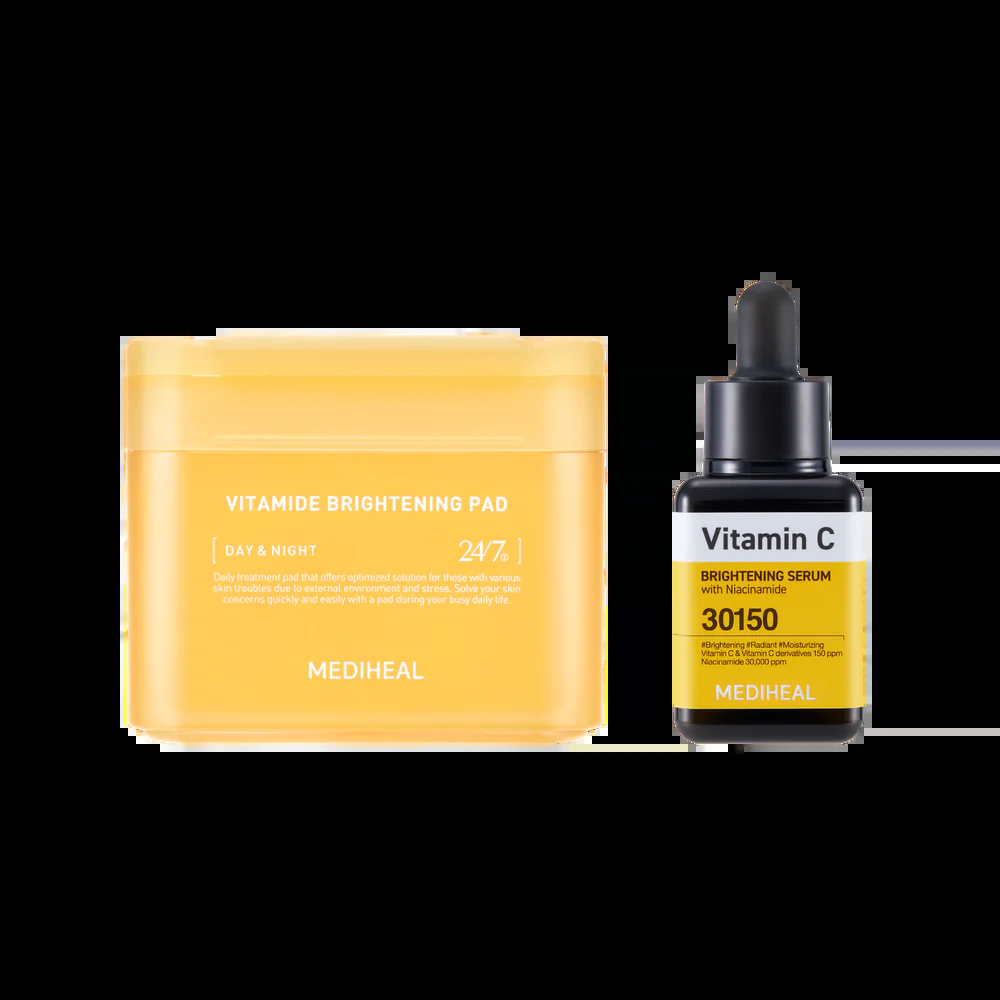 VITAMIDE BRIGHTENING PAD
[ DAY & NIGHT 24/7 ]
Daily treatment pad that offers optimized solution for those with various
skin troubles due to external environment and stress. Solve your skin
concerns quickly and easily with a pad during your busy daily life.
MEDIHEAL
Vitamin C
BRIGHTENING SERUM
with Niacinamide
30150
#Brightening #Radiant #Moisturizing
Vitamin C & Vitamin C derivatives 150 ppm
Niacinamide 30,000 ppm
MEDIHEAL